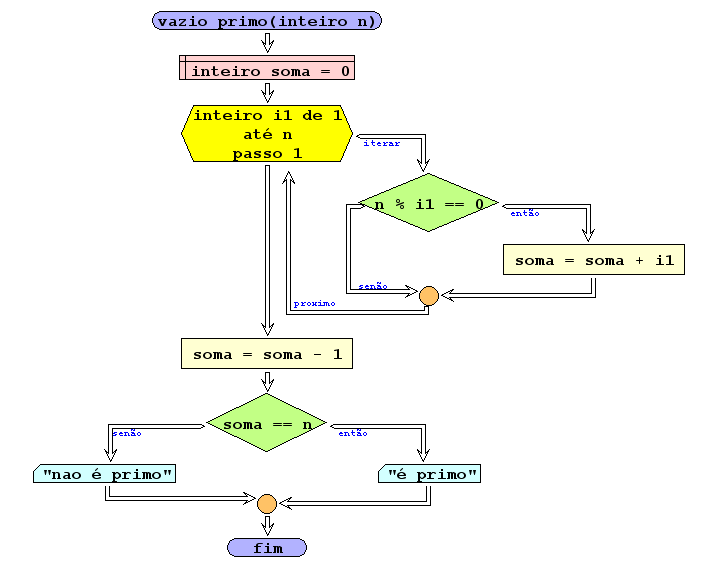 vazio primo(inteiro n)
inteiro soma = 0
inteiro i1 de 1
até n
passo 1
iterar
n % i1 == 0
então
soma = soma + i1
senão
proximo
soma = soma - 1
soma == n
senão
então
"nao é primo"
"é primo"
fim